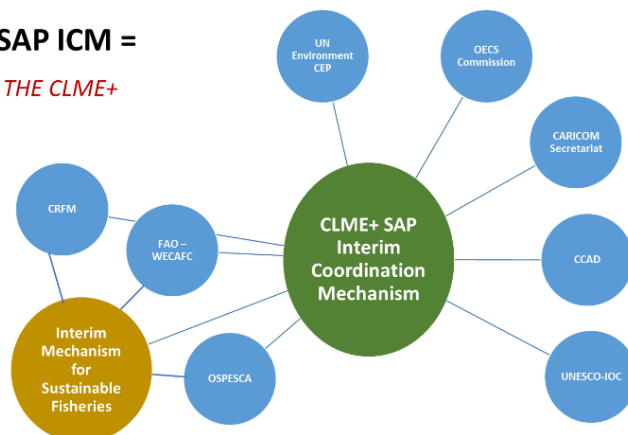 SAP ICM =
THE CLME+
UN
Environment
CEP
OECS
Commission
CARICOM
Secretariat
CRFM
FAO –
WECAFC
CLME+ SAP
Interim
Coordination
Mechanism
CCAD
Interim
Mechanism
for
Sustainable
Fisheries
OSPESCA
UNESCO-IOC